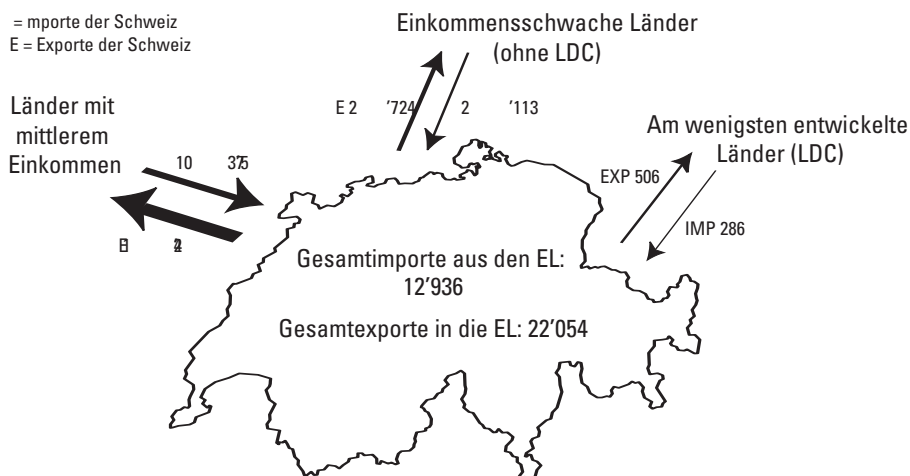 = mporte der Schweiz
E = Exporte der Schweiz
Einkommensschwache Länder
(ohne LDC)
E 2 '724 2 '113
Länder mit
mittlerem
Einkommen
10
Am wenigsten entwickelte
Länder (LDC)
EXP 506
IMP 286
Gesamtimporte aus den EL:
12'936
Gesamtexporte in die EL: 22'054